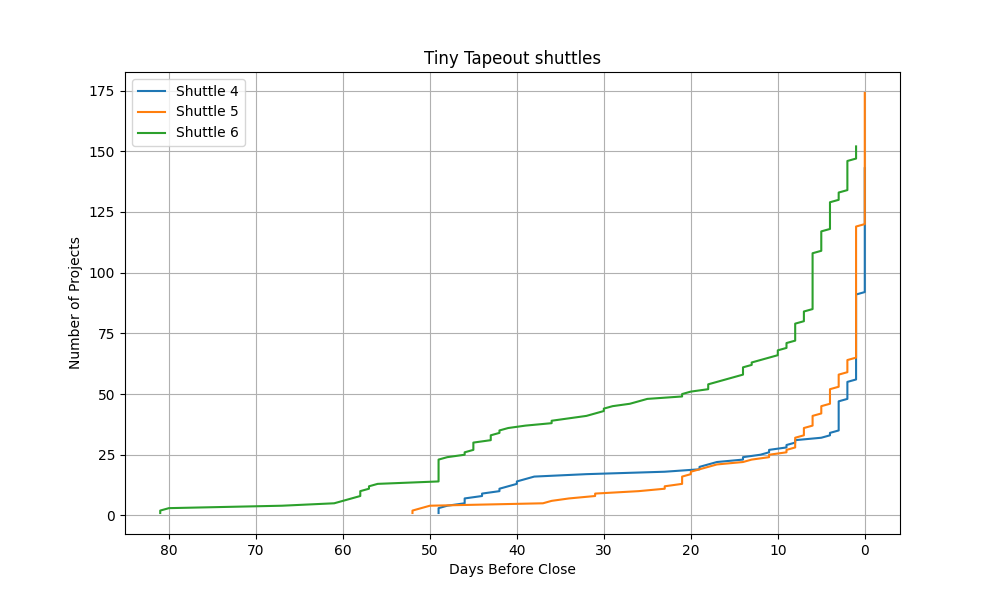 Tiny Tapeout shuttles
Shuttle 4
Shuttle 5
Shuttle 6
Number of Projects
175
150
125
100
75
50
25
0
80 70 60 50 40 30 20 10 0
Days Before Close